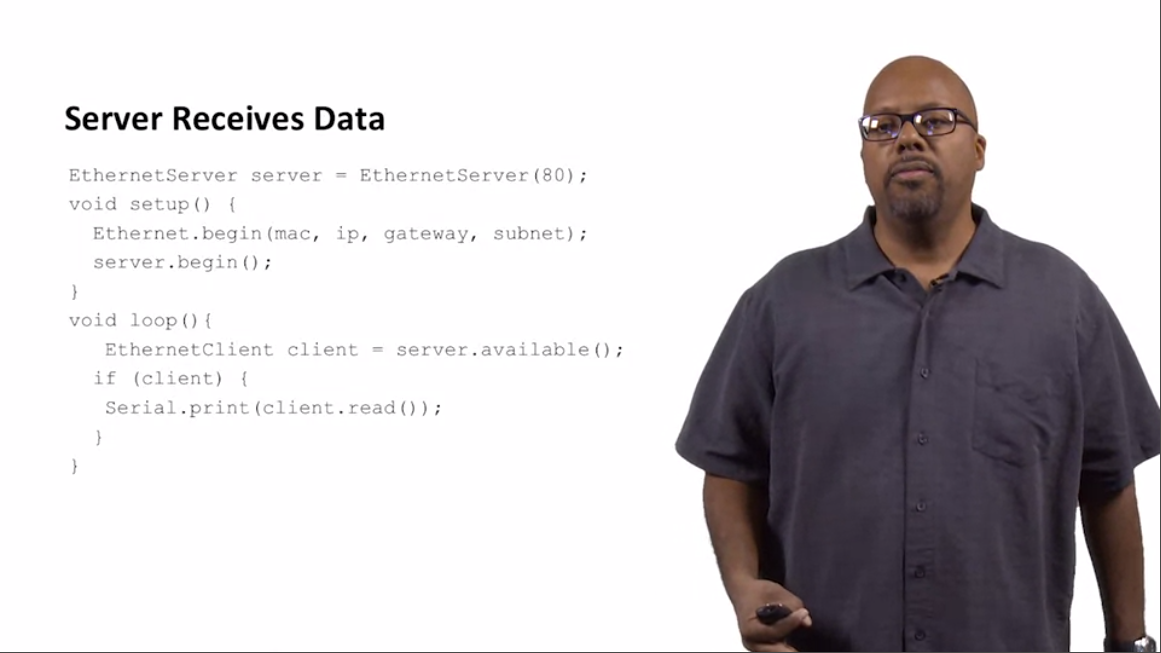 Server Receives Data
EthernetServer server = EthernetServer(80);
void setup() {
Ethernet.begin(mac, ip, gateway, subnet);
server.begin();
}
void loop(){
EthernetClient client = server.available();
if (client) {
Serial.print(client.read());
}
}